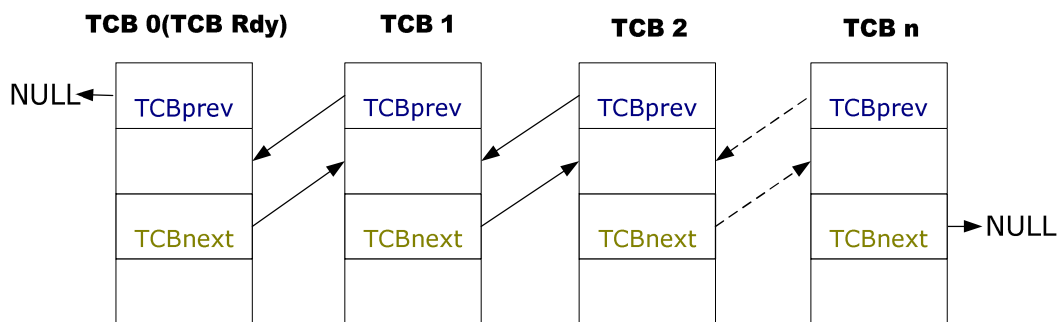 TCB 0(TCB Rdy)
TCB 1
TCB 2
TCB n
NULL
TCBprev
TCBprev
TCBprev
TCBprev
TCBnext
TCBnext
TCBnext
TCBnext
NULL